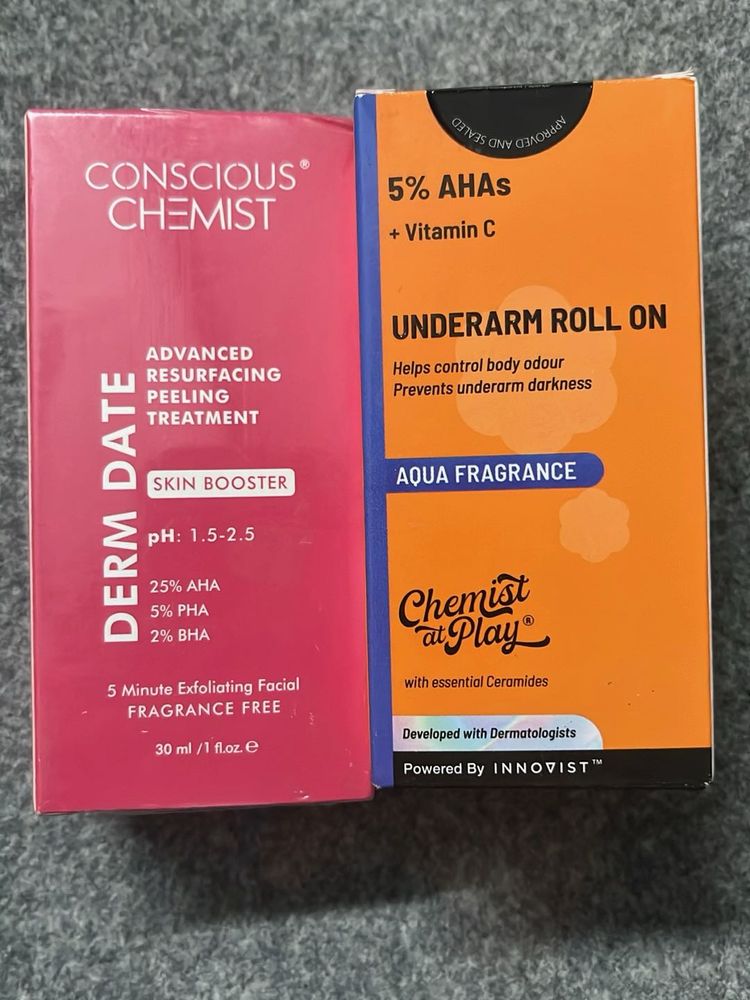 CONSCIOUS®
CHEMIST
DERM DATE
ADVANCED
RESURFACING
PEELING
TREATMENT
SKIN BOOSTER
pH: 1.5-2.5
25% AHA
5% PHA
2% BHA
5 Minute Exfoliating Facial
FRAGRANCE FREE
30 ml /1 fl.oz. ℮
APPROVED AND SEALED
5% AHAs
+ Vitamin C
UNDERARM ROLL ON
Helps control body odour
Prevents underarm darkness
AQUA FRAGRANCE
Chemist
at Play®
with essential Ceramides
Developed with Dermatologists
Powered By INNOVIST™